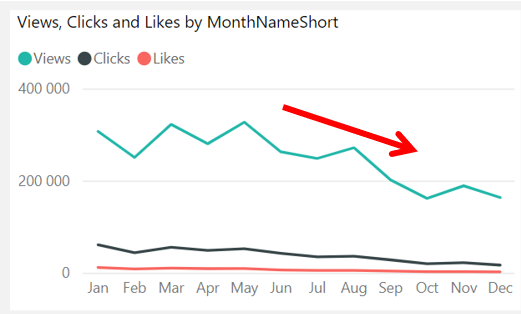 Views, Clicks and Likes by MonthNameShort
Views Clicks Likes
400 000
200 000
0
Jan Feb Mar Apr May Jun Jul Aug Sep Oct Nov Dec